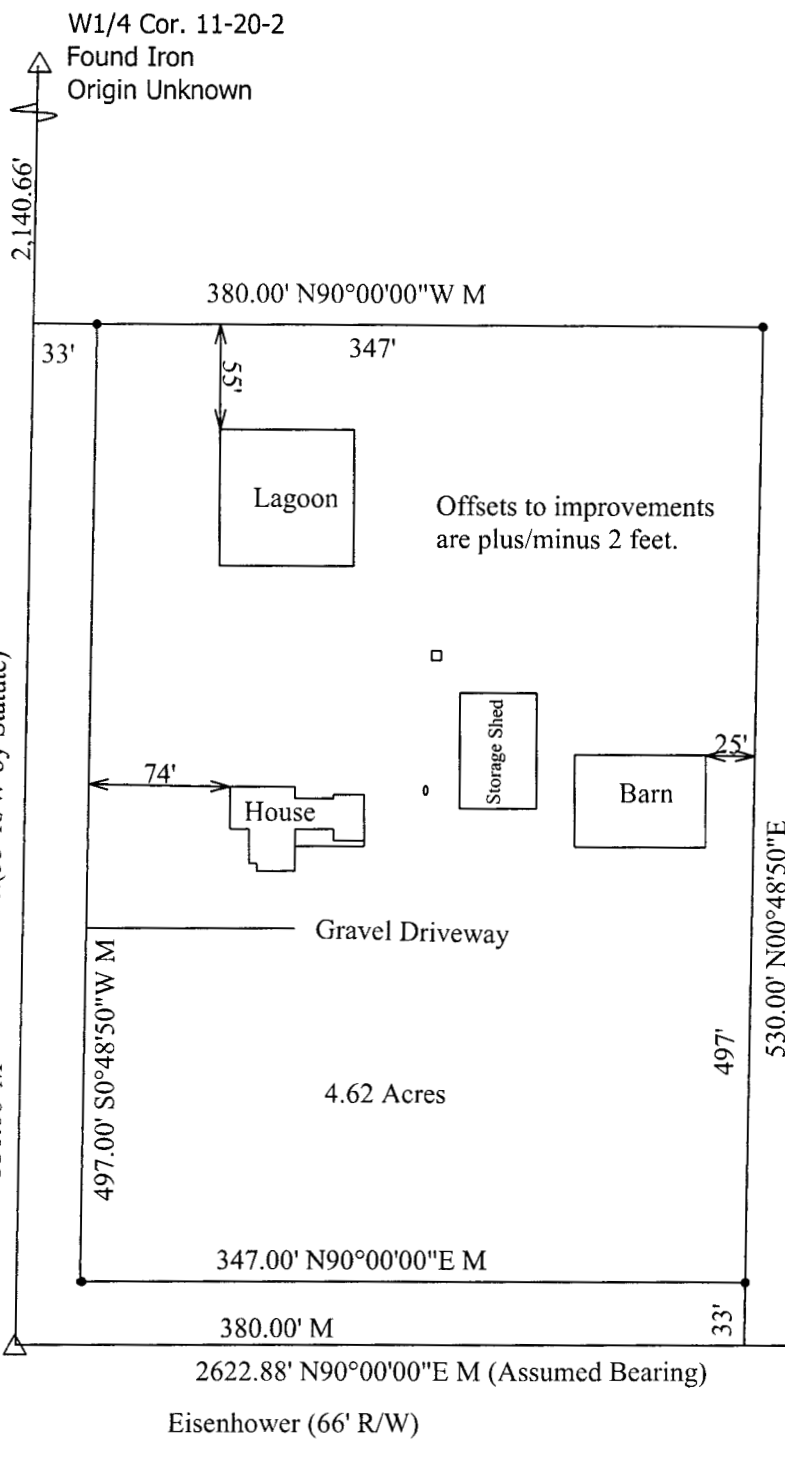 W1/4 Cor. 11-20-2
Found Iron
Origin Unknown
2,140.66'
380.00' N90°00'00"W M
33'
347'
55'
Lagoon
Offsets to improvements
are plus/minus 2 feet.
by Statute)
Storage Shed
25'
74'
House
Barn
530.00' N00°48'50"E
Gravel Driveway
497.00' S0°48'50"W M
497'
4.62 Acres
347.00' N90°00'00"E M
33'
380.00' M
2622.88' N90°00'00"E M (Assumed Bearing)
Eisenhower (66' R/W)